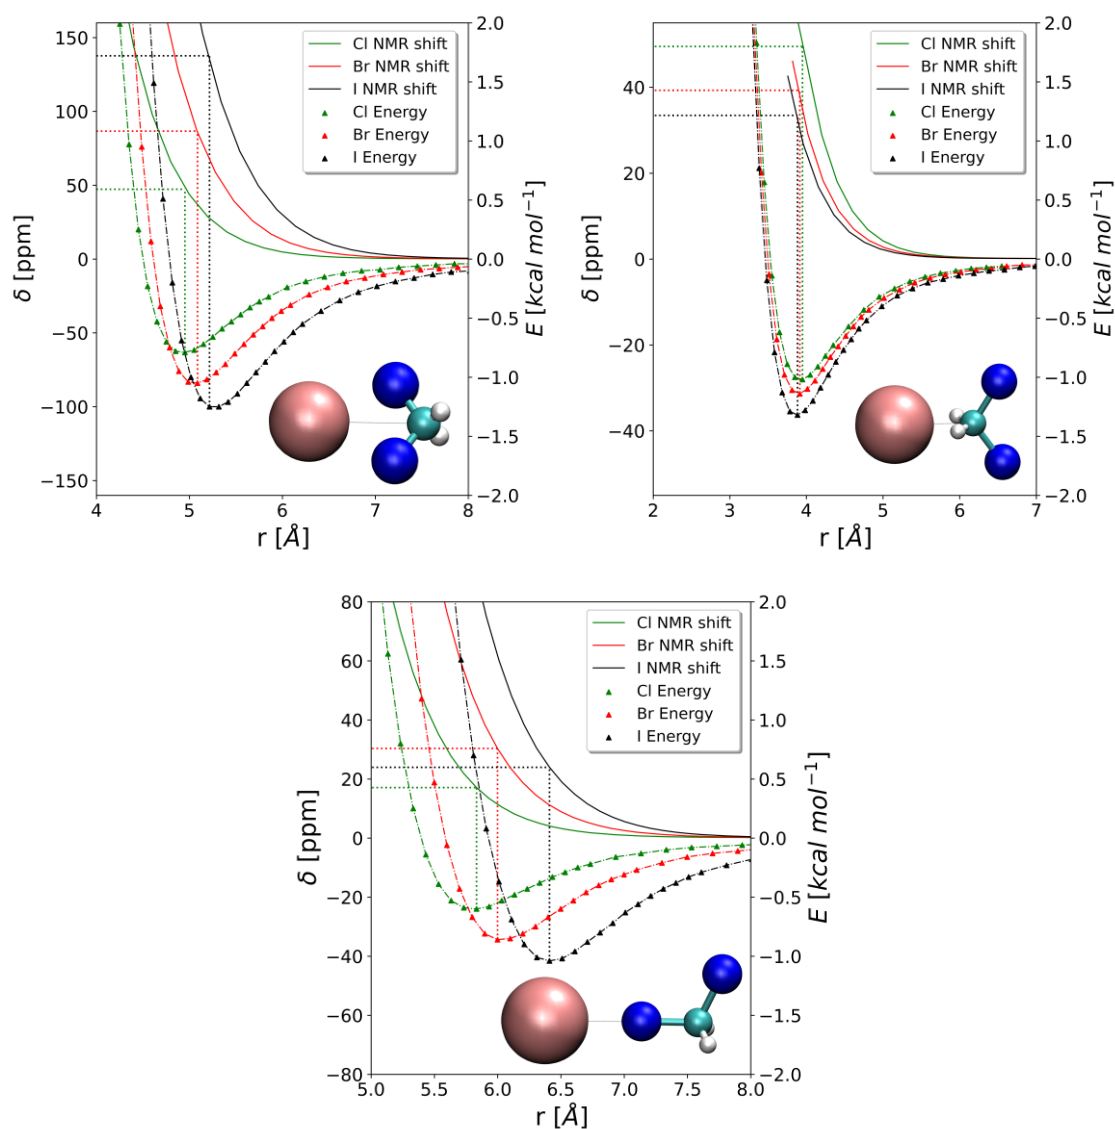 150
100
50
0
−50
−100
−150
δ [ppm]
4
5
6
7
8
r [Å]
2.0
1.5
1.0
0.5
0.0
−0.5
−1.0
−1.5
−2.0
E [kcal mol⁻¹]
Cl NMR shift
Br NMR shift
I NMR shift
Cl Energy
Br Energy
I Energy
40
20
0
−20
−40
δ [ppm]
2
3
4
5
6
7
r [Å]
2.0
1.5
1.0
0.5
0.0
−0.5
−1.0
−1.5
−2.0
E [kcal mol⁻¹]
Cl NMR shift
Br NMR shift
I NMR shift
Cl Energy
Br Energy
I Energy
80
60
40
20
0
−20
−40
−60
−80
δ [ppm]
5.0
5.5
6.0
6.5
7.0
7.5
8.0
r [Å]
2.0
1.5
1.0
0.5
0.0
−0.5
−1.0
−1.5
−2.0
E [kcal mol⁻¹]
Cl NMR shift
Br NMR shift
I NMR shift
Cl Energy
Br Energy
I Energy